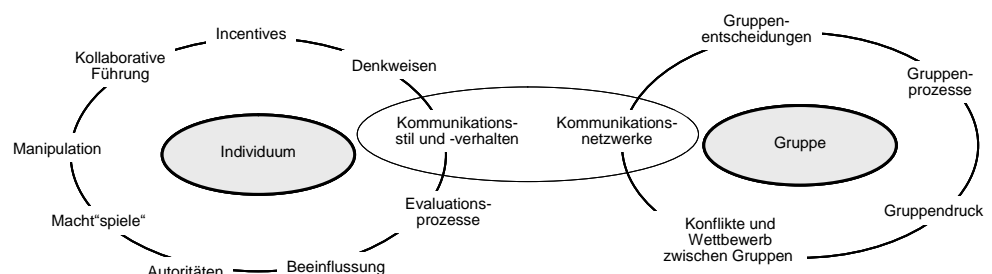 Incentives
Kollaborative
Führung
Denkweisen
Manipulation
Individuum
Kommunikations-
stil und -verhalten
Macht"spiele“
Evaluations-
prozesse
Autoritäten
Beeinflussung
Gruppen-
entscheidungen
Gruppen-
prozesse
Kommunikations-
netzwerke
Gruppe
Gruppendruck
Konflikte und
Wettbewerb
zwischen Gruppen